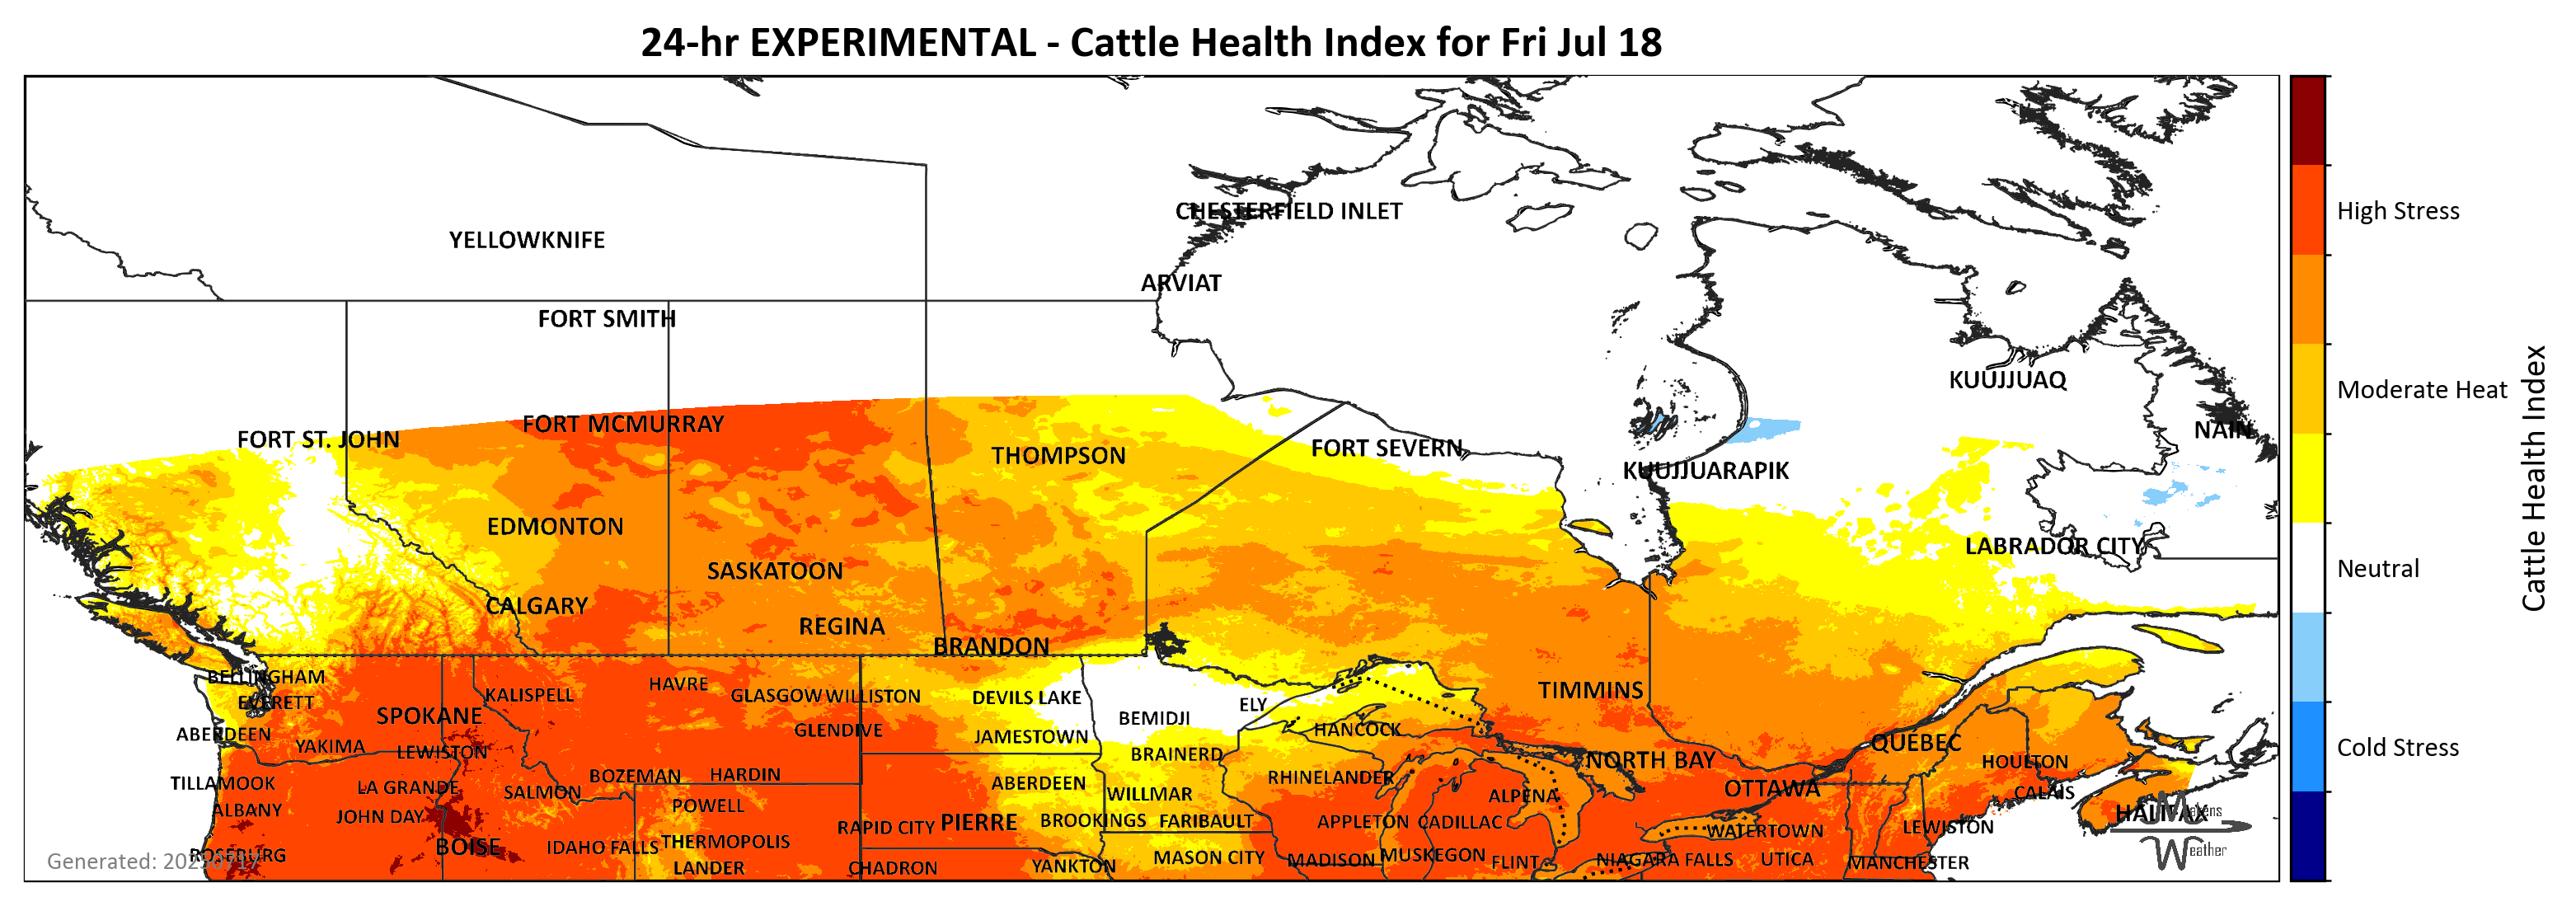 24-hr EXPERIMENTAL - Cattle Health Index for Fri Jul 18
CHESTERFIELD INLET
High Stress
YELLOWKNIFE
ARVIAT
FORT SMITH
KUUJJUAQ
Moderate Heat
FORT MCMURRAY
NAIN
FORT ST. JOHN
FORT SEVERN
THOMPSON
KUUJJUARAPIK
Cattle Health Index
EDMONTON
LABRADOR CITY
SASKATOON
Neutral
CALGARY
REGINA
BRANDON
BELLINGHAM
HAVRE
KALISPELL
GLASGOW
WILLISTON
DEVILS LAKE
TIMMINS
EVERETT
ELY
SPOKANE
BEMIDJI
ABERDEEN
GLENDIVE
JAMESTOWN
HANCOCK
QUEBEC
YAKIMA
LEWISTON
BRAINERD
Cold Stress
NORTH BAY
HOULTON
TILLAMOOK
LA GRANDE
BOZEMAN
HARDIN
ABERDEEN
RHINELANDER
SALMON
WILLMAR
ALPENA
OTTAWA
CALAIS
ALBANY
JOHN DAY
POWELL
HALIFAX
Makens
RAPID CITY
PIERRE
BROOKINGS
FARIBAULT
APPLETON
CADILLAC
WATERTOWN
LEWISTON
BOISE
IDAHO FALLS
THERMOPOLIS
Weather
ROSEBURG
Generated: 20250717
MASON CITY
MADISON
MUSKEGON
FLINT
NIAGARA FALLS
UTICA
MANCHESTER
LANDER
CHADRON
YANKTON